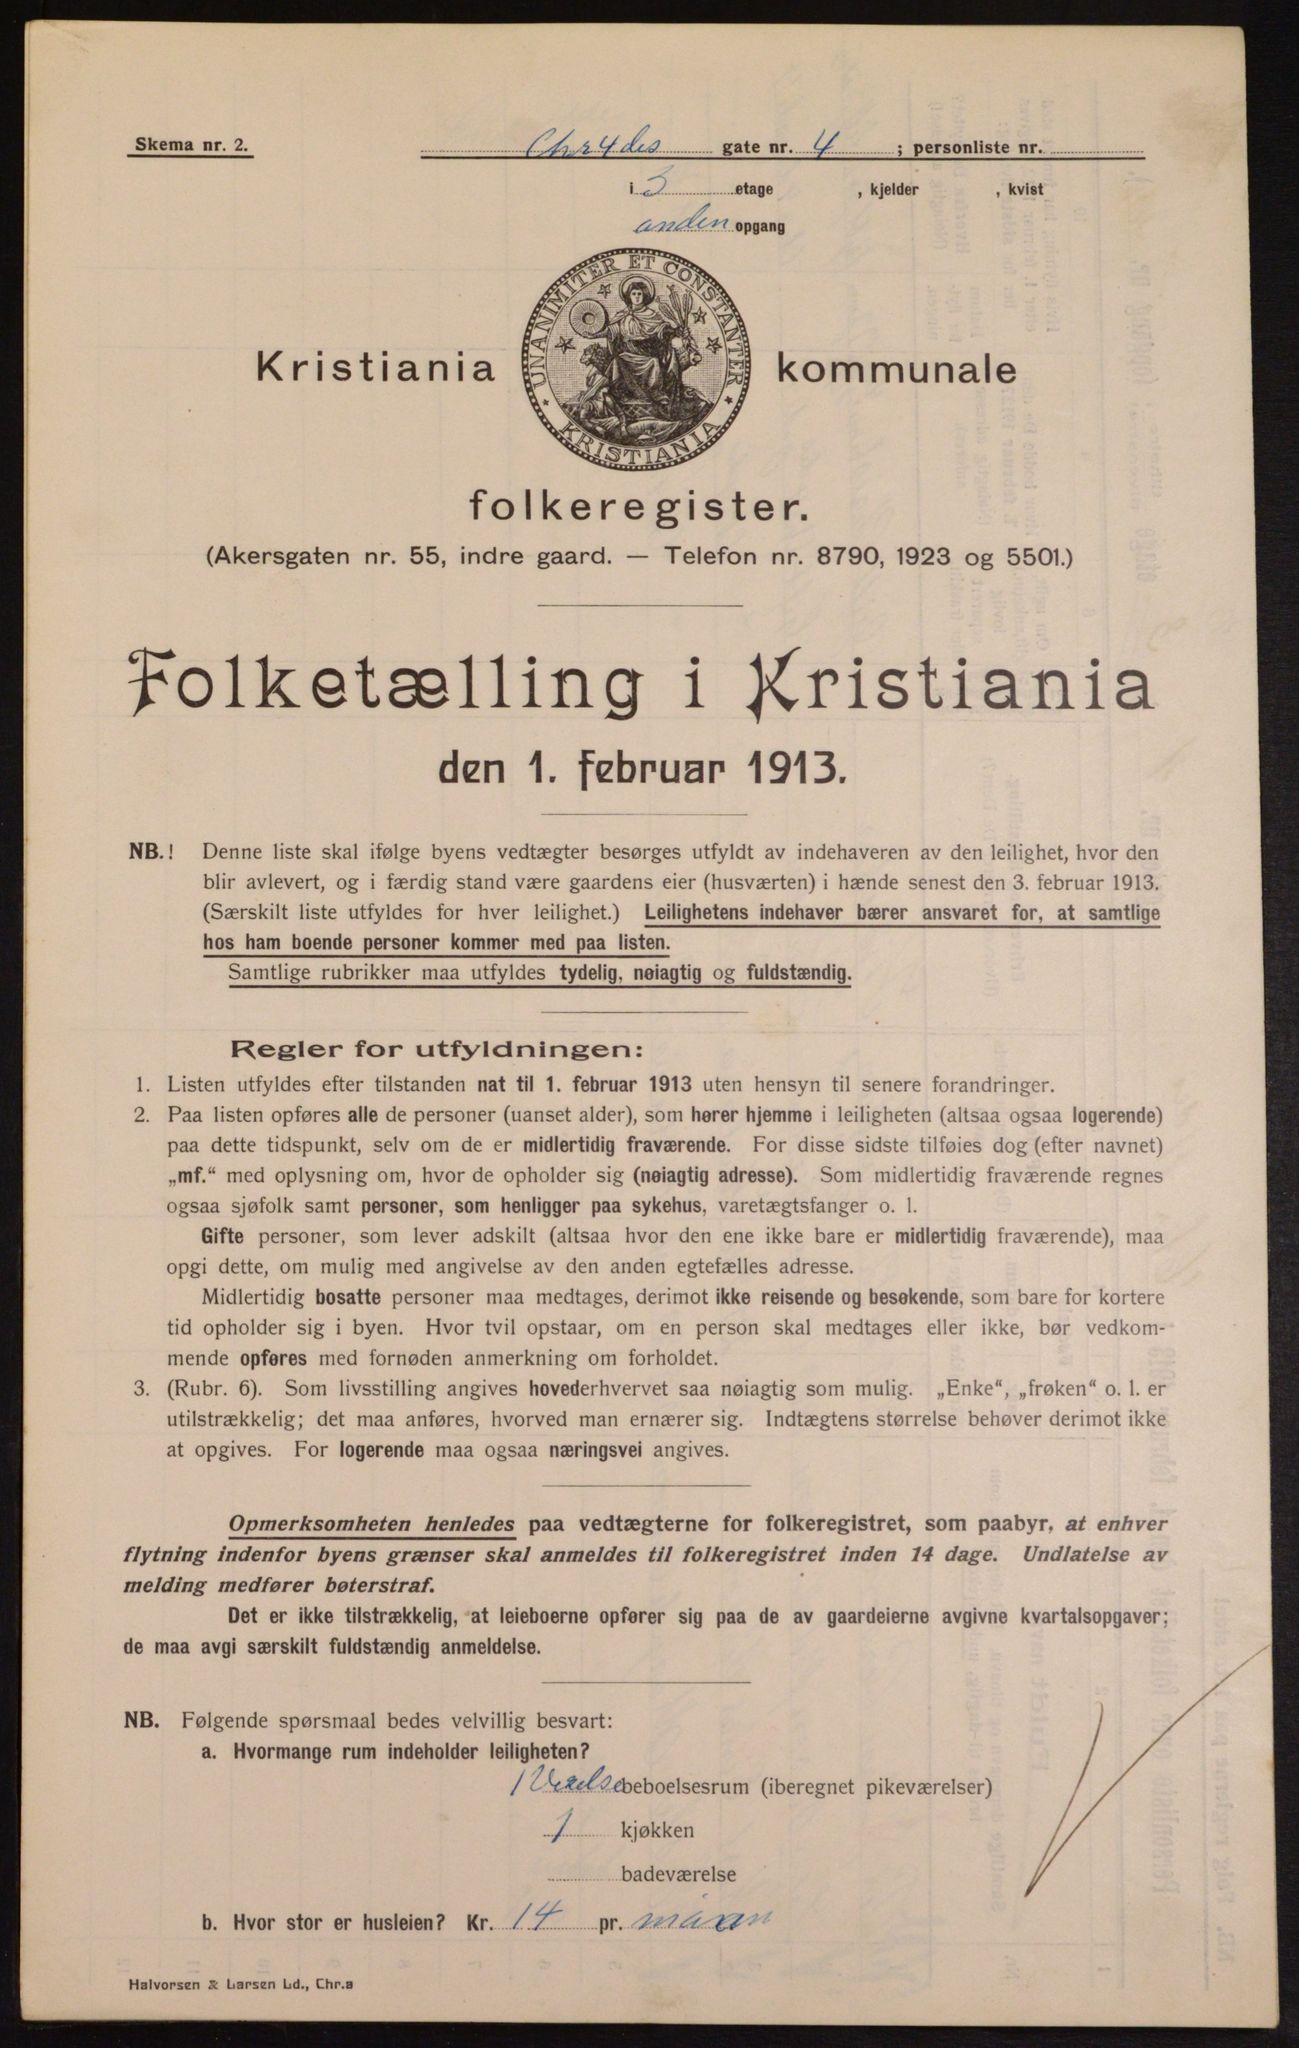 Skema nr. 2. Chr 4des gate nr. 4 ; personliste nr.
i 3 etage , kjelder , kvist
anden opgang
UNANIMITER ET CONSTANTER
KRISTIANIA
Kristiania kommunale
folkeregister.
(Akersgaten nr. 55, indre gaard. — Telefon nr. 8790, 1923 og 5501.)
Folketælling i Kristiania
den 1. februar 1913.
NB.! Denne liste skal ifølge byens vedtægter besørges utfyldt av indehaveren av den leilighet, hvor den
blir avlevert, og i færdig stand være gaardens eier (husværten) i hænde senest den 3. februar 1913.
(Særskilt liste utfyldes for hver leilighet.) Leilighetens indehaver bærer ansvaret for, at samtlige
hos ham boende personer kommer med paa listen.
Samtlige rubrikker maa utfyldes tydelig, nøiagtig og fuldstændig.
Regler for utfyldningen:
1. Listen utfyldes efter tilstanden nat til 1. februar 1913 uten hensyn til senere forandringer.
2. Paa listen opføres alle de personer (uanset alder), som hører hjemme i leiligheten (altsaa ogsaa logerende)
paa dette tidspunkt, selv om de er midlertidig fraværende. For disse sidste tilføies dog (efter navnet)
„mf.“ med oplysning om, hvor de opholder sig (nøiagtig adresse). Som midlertidig fraværende regnes
ogsaa sjøfolk samt personer, som henligger paa sykehus, varetægtsfanger o. l.
Gifte personer, som lever adskilt (altsaa hvor den ene ikke bare er midlertidig fraværende), maa
opgi dette, om mulig med angivelse av den anden egtefælles adresse.
Midlertidig bosatte personer maa medtages, derimot ikke reisende og besøkende, som bare for kortere
tid opholder sig i byen. Hvor tvil opstaar, om en person skal medtages eller ikke, bør vedkom-
mende opføres med fornøden anmerkning om forholdet.
3. (Rubr. 6). Som livsstilling angives hovederhvervet saa nøiagtig som mulig. „Enke“, „frøken“ o. l. er
utilstrækkelig; det maa anføres, hvorved man ernærer sig. Indtægtens størrelse behøver derimot ikke
at opgives. For logerende maa ogsaa næringsvei angives.
Opmerksomheten henledes paa vedtægterne for folkeregistret, som paabyr, at enhver
flytning indenfor byens grænser skal anmeldes til folkeregistret inden 14 dage. Undlatelse av
melding medfører bøterstraf.
Det er ikke tilstrækkelig, at leieboerne opfører sig paa de av gaardeierne avgivne kvartalsopgaver;
de maa avgi særskilt fuldstændig anmeldelse.
NB. Følgende spørsmaal bedes velvillig besvart:
a. Hvormange rum indeholder leiligheten?
1 beboelsesrum (iberegnet pikeværelser)
1 kjøkken
badeværelse
b. Hvor stor er husleien? Kr. 14 pr.
Halvorsen & Larsen Ld., Chr.a